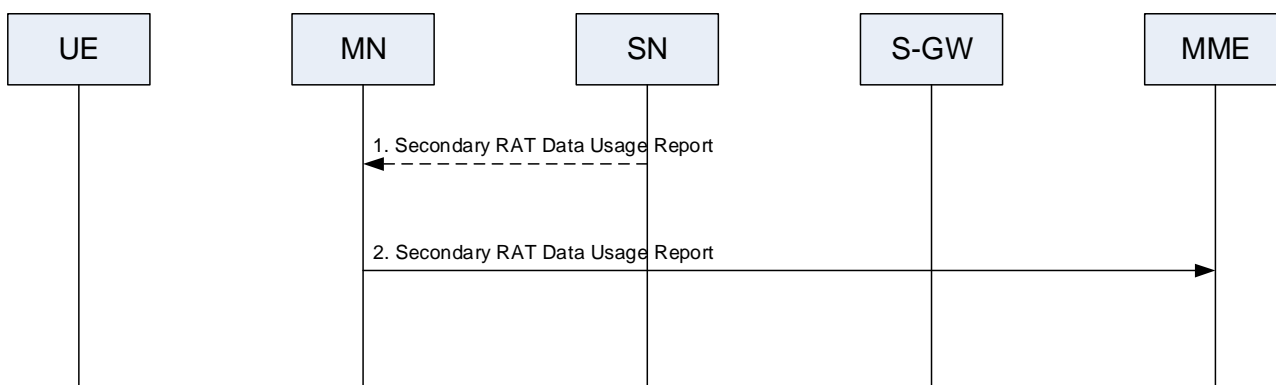 UE
MN
SN
S-GW
MME
1. Secondary RAT Data Usage Report
2. Secondary RAT Data Usage Report